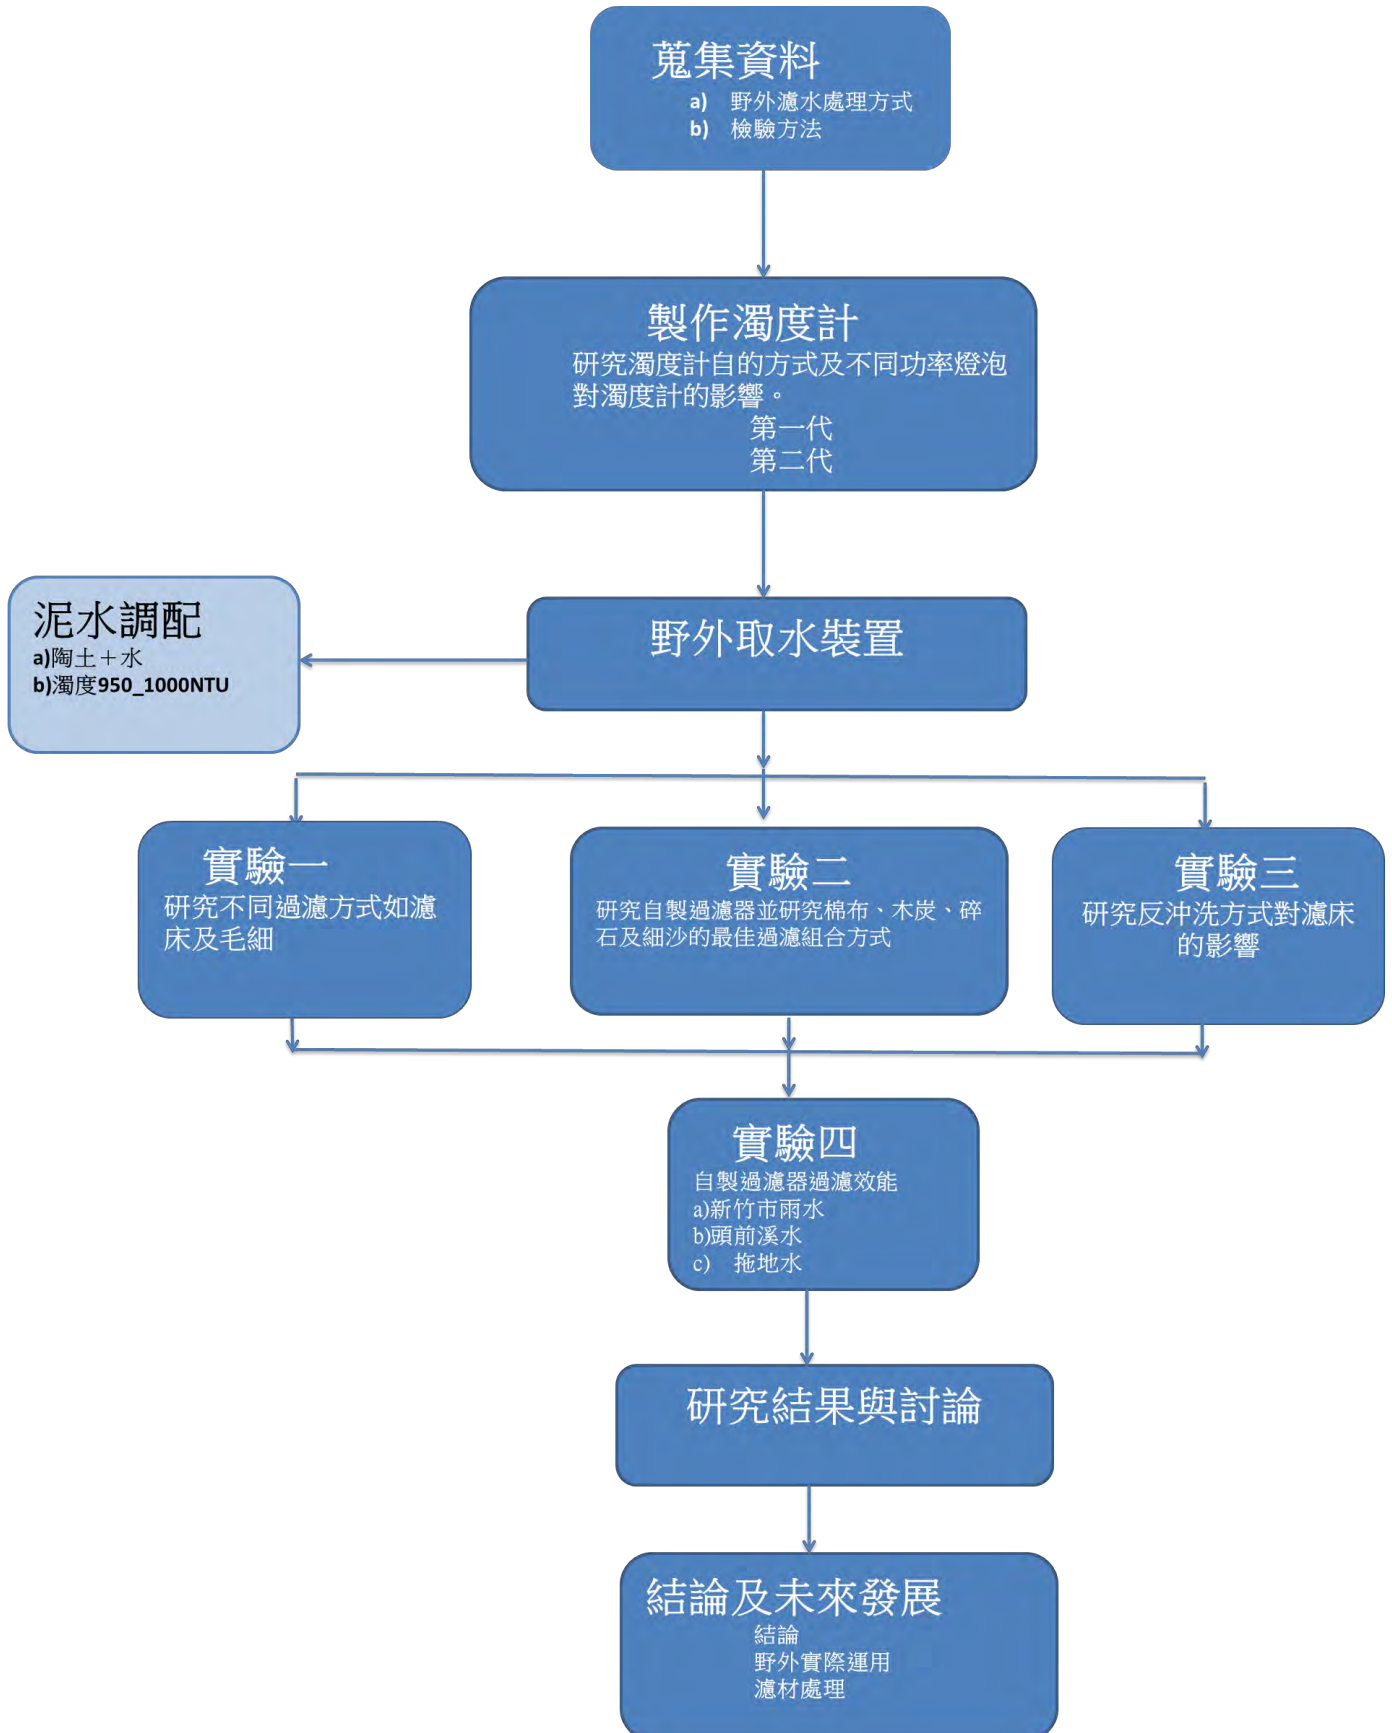 蒐集資料
a) 野外濾水處理方式
b) 檢驗方法
製作濁度計
研究濁度計自的方式及不同功率燈泡
對濁度計的影響。
第一代
第二代
泥水調配
a)陶土＋水
b)濁度950_1000NTU
野外取水裝置
實驗一
研究不同過濾方式如濾
床及毛細
實驗二
研究自製過濾器並研究棉布、木炭、碎
石及細沙的最佳過濾組合方式
實驗三
研究反沖洗方式對濾床
的影響
實驗四
自製過濾器過濾效能
a)新竹市雨水
b)頭前溪水
c) 拖地水
研究結果與討論
結論及未來發展
結論
野外實際運用
濾材處理